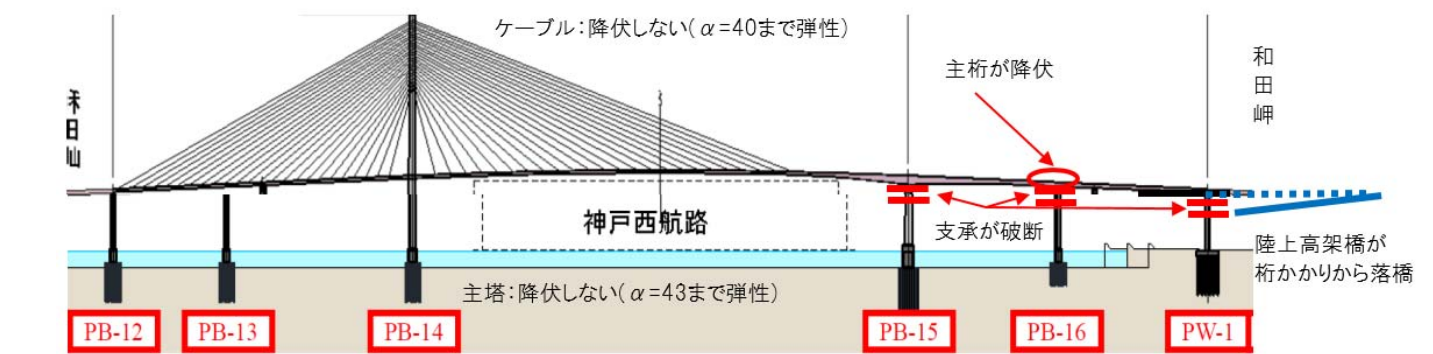 ケーブル：降伏しない（α=40まで弾性）
主桁が降伏
和田岬
神戸西航路
支承が破断
陸上高架橋が
桁かかりから落橋
主塔：降伏しない（α=43まで弾性）
PB-12
PB-13
PB-14
PB-15
PB-16
PW-1